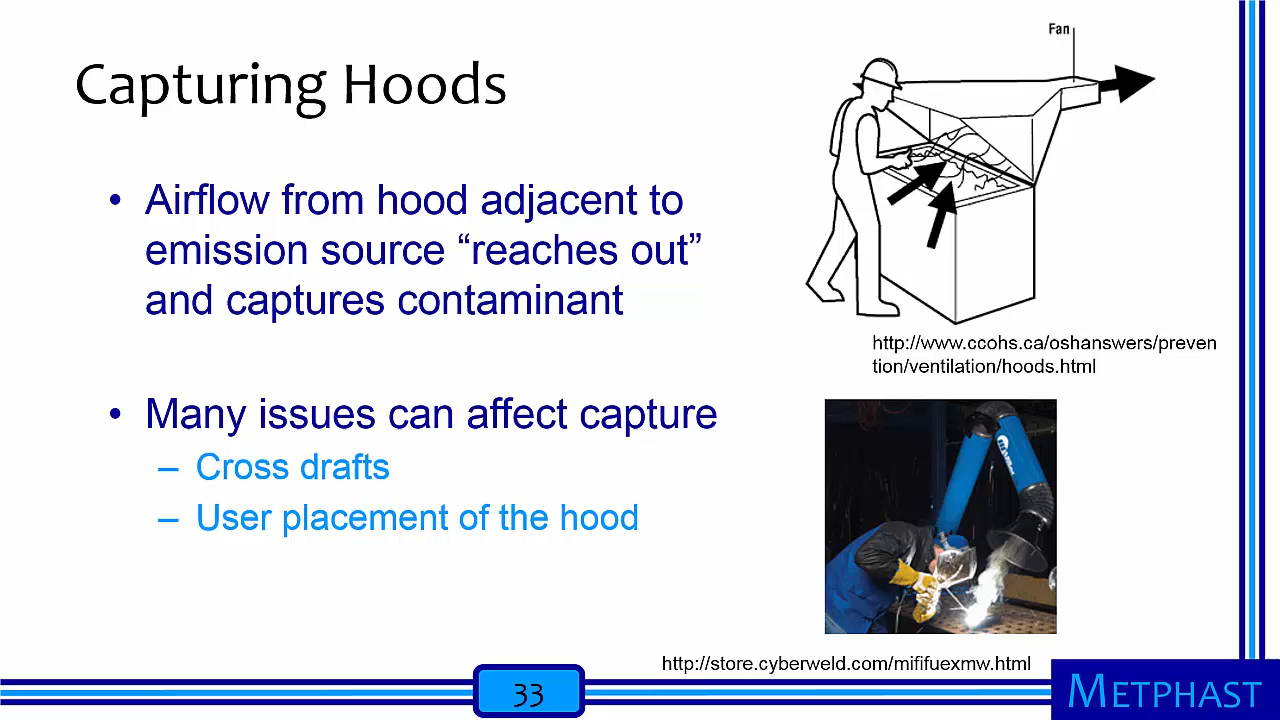 Capturing Hoods
• Airflow from hood adjacent to
emission source “reaches out”
and captures contaminant
• Many issues can affect capture
– Cross drafts
– User placement of the hood
Fan
http://www.ccohs.ca/oshanswers/preven
tion/ventilation/hoods.html
http://store.cyberweld.com/mififuexmw.html
33
METPHAST